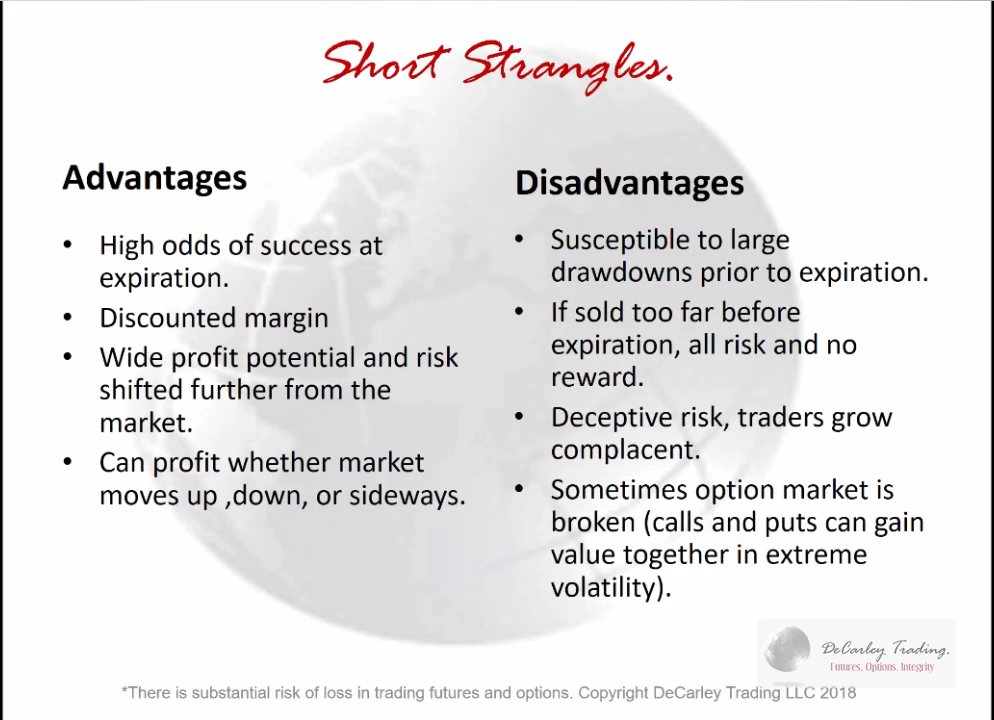 Short Strangles.
Advantages
• High odds of success at
expiration.
• Discounted margin
• Wide profit potential and risk
shifted further from the
market.
• Can profit whether market
moves up ,down, or sideways.
Disadvantages
• Susceptible to large
drawdowns prior to expiration.
• If sold too far before
expiration, all risk and no
reward.
• Deceptive risk, traders grow
complacent.
• Sometimes option market is
broken (calls and puts can gain
value together in extreme
volatility).
DeCarley Trading.
Futures. Options. Integrity
*There is substantial risk of loss in trading futures and options. Copyright DeCarley Trading LLC 2018